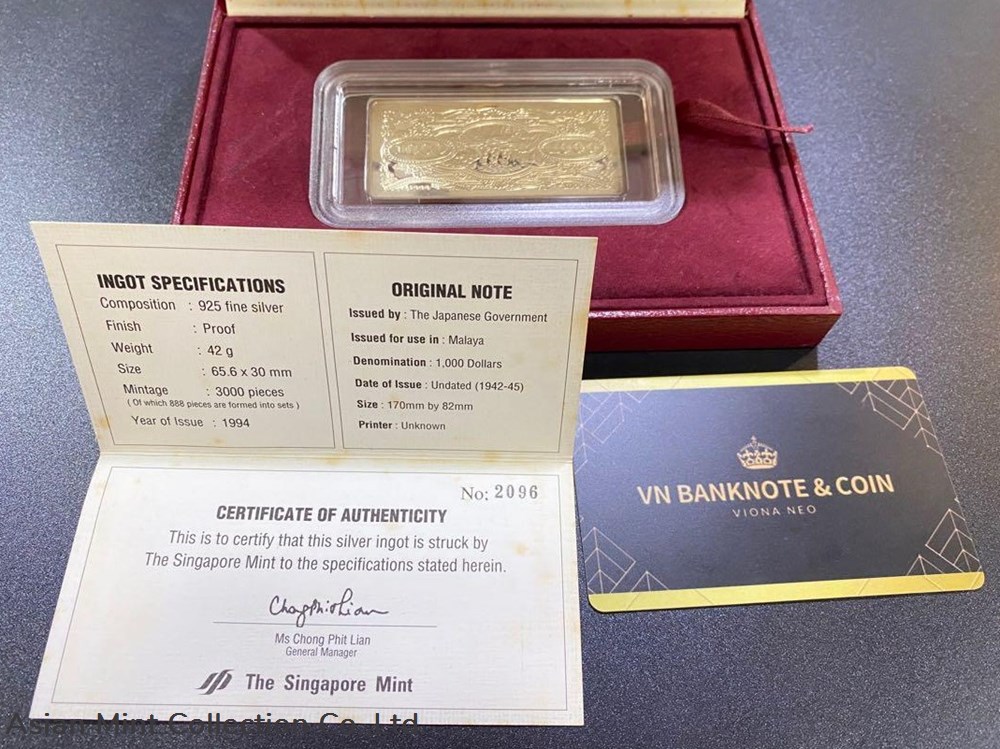 INGOT SPECIFICATIONS
Composition : 925 fine silver
Finish : Proof
Weight : 42 g
Size : 65.6 x 30 mm
Mintage : 3000 pieces
( Of which 888 pieces are formed into sets )
Year of Issue : 1994
ORIGINAL NOTE
Issued by : The Japanese Government
Issued for use in : Malaya
Denomination : 1,000 Dollars
Date of Issue : Undated (1942-45)
Size : 170mm by 82mm
Printer : Unknown
No: 2096
CERTIFICATE OF AUTHENTICITY
This is to certify that this silver ingot is struck by
The Singapore Mint to the specifications stated herein.
Ms Chong Phit Lian
General Manager
The Singapore Mint
VN BANKNOTE & COIN
VIONA NEO
Asian Mint Collection Co. Ltd